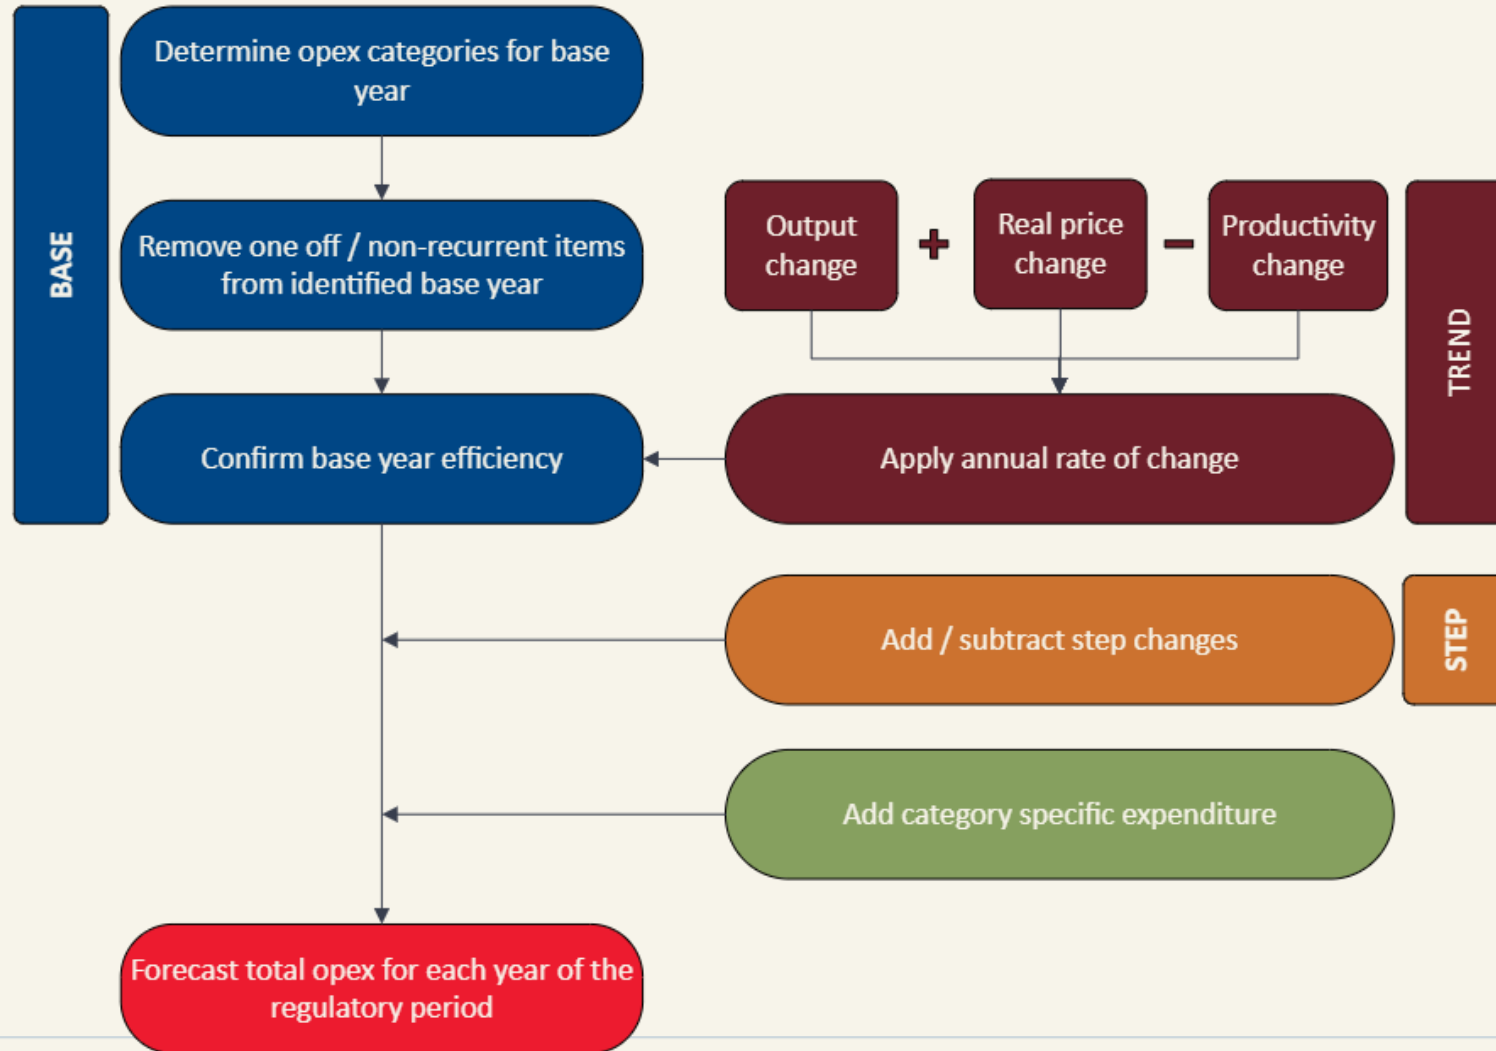 BASE
Determine opex categories for base
year
Remove one off / non-recurrent items
from identified base year
Confirm base year efficiency
Output
change
+
Real price
change
−
Productivity
change
TREND
Apply annual rate of change
Add / subtract step changes
STEP
Add category specific expenditure
Forecast total opex for each year of the
regulatory period